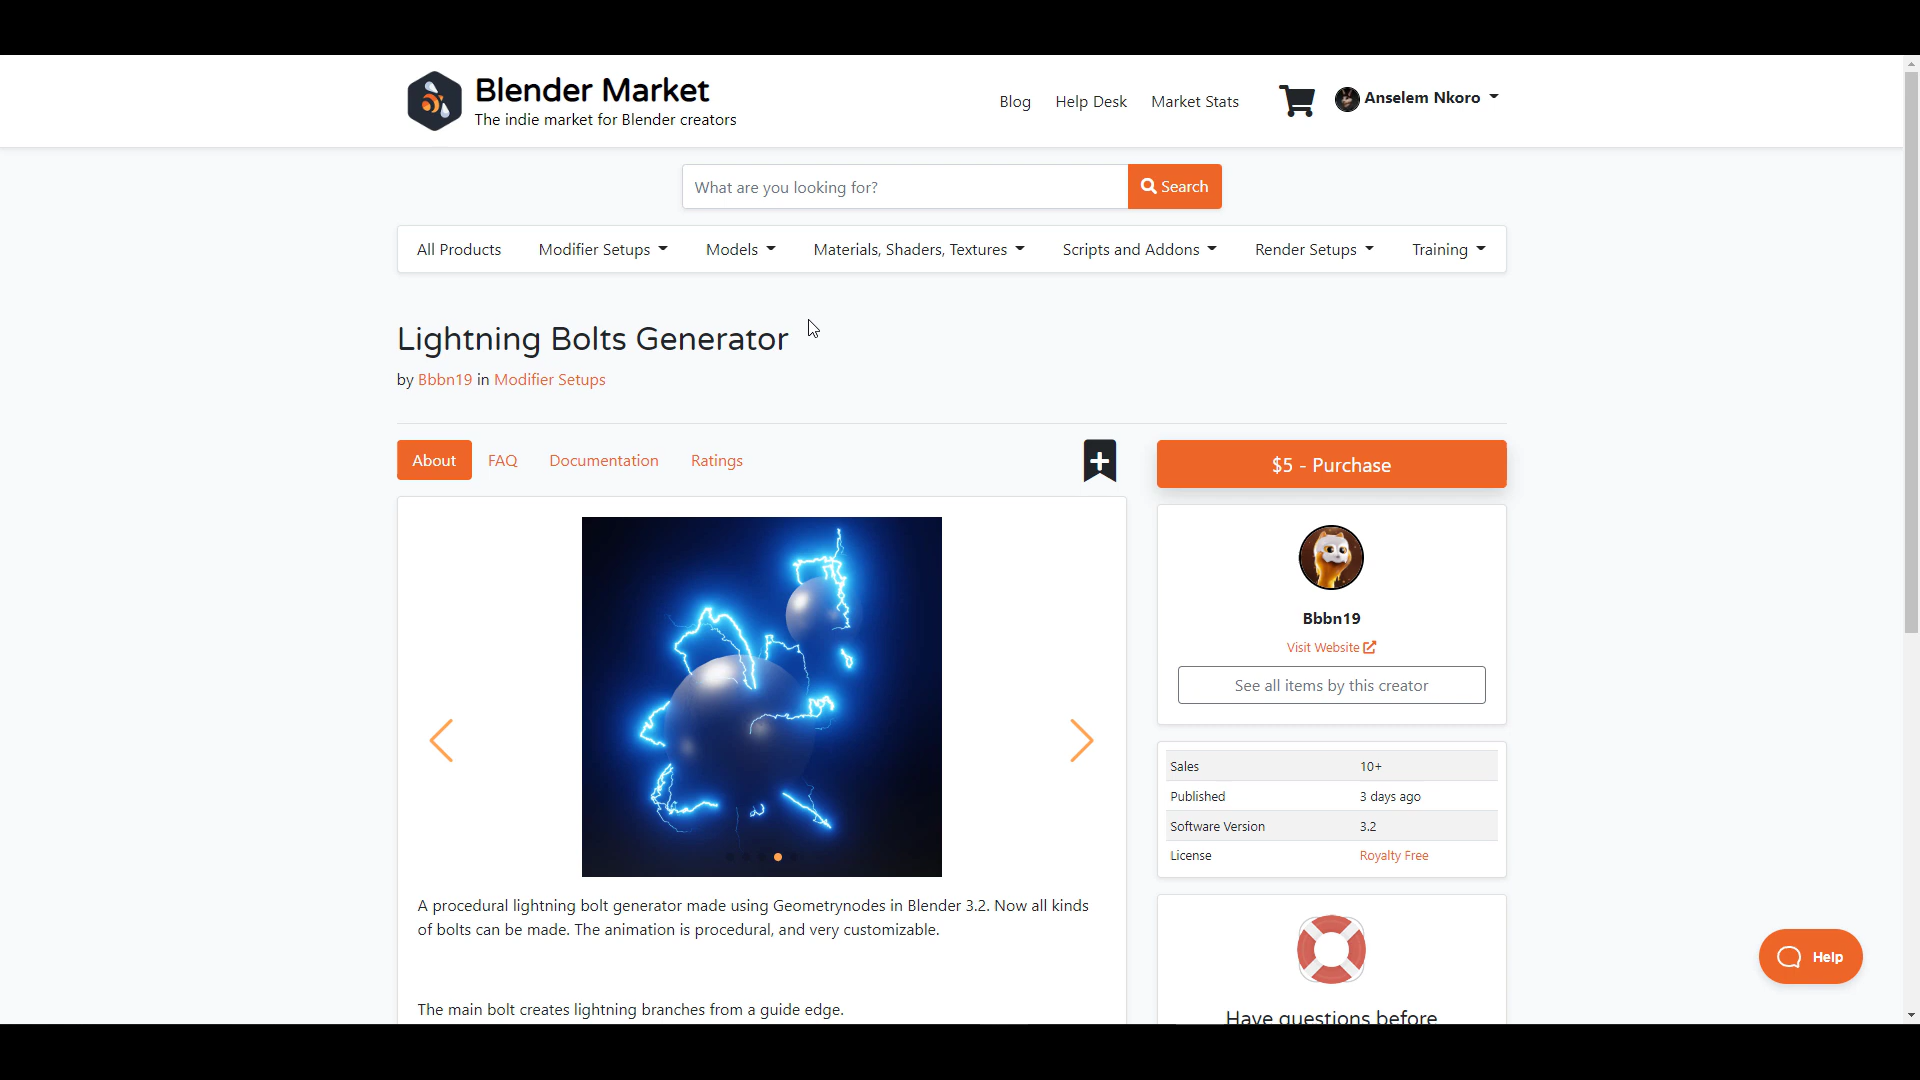 Blender Market
The indie market for Blender creators
Blog
Help Desk
Market Stats
Anselem Nkoro
What are you looking for?
Search
All Products
Modifier Setups
Models
Materials, Shaders, Textures
Scripts and Addons
Render Setups
Training
Lightning Bolts Generator
by Bbbn19 in Modifier Setups
About
FAQ
Documentation
Ratings
$5 - Purchase
Bbbn19
Visit Website
See all items by this creator
Sales 10+
Published 3 days ago
Software Version 3.2
License Royalty Free
A procedural lightning bolt generator made using Geometrynodes in Blender 3.2. Now all kinds
of bolts can be made. The animation is procedural, and very customizable.
The main bolt creates lightning branches from a guide edge.
Have questions before
Help